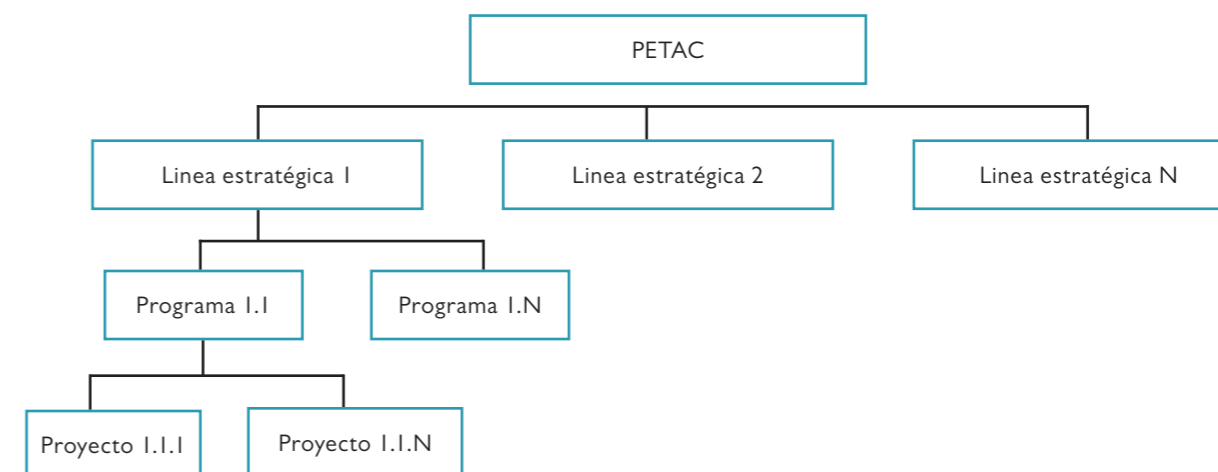 PETAC
Linea estratégica 1
Linea estratégica 2
Linea estratégica N
Programa 1.1
Programa 1.N
Proyecto 1.1.1
Proyecto 1.1.N